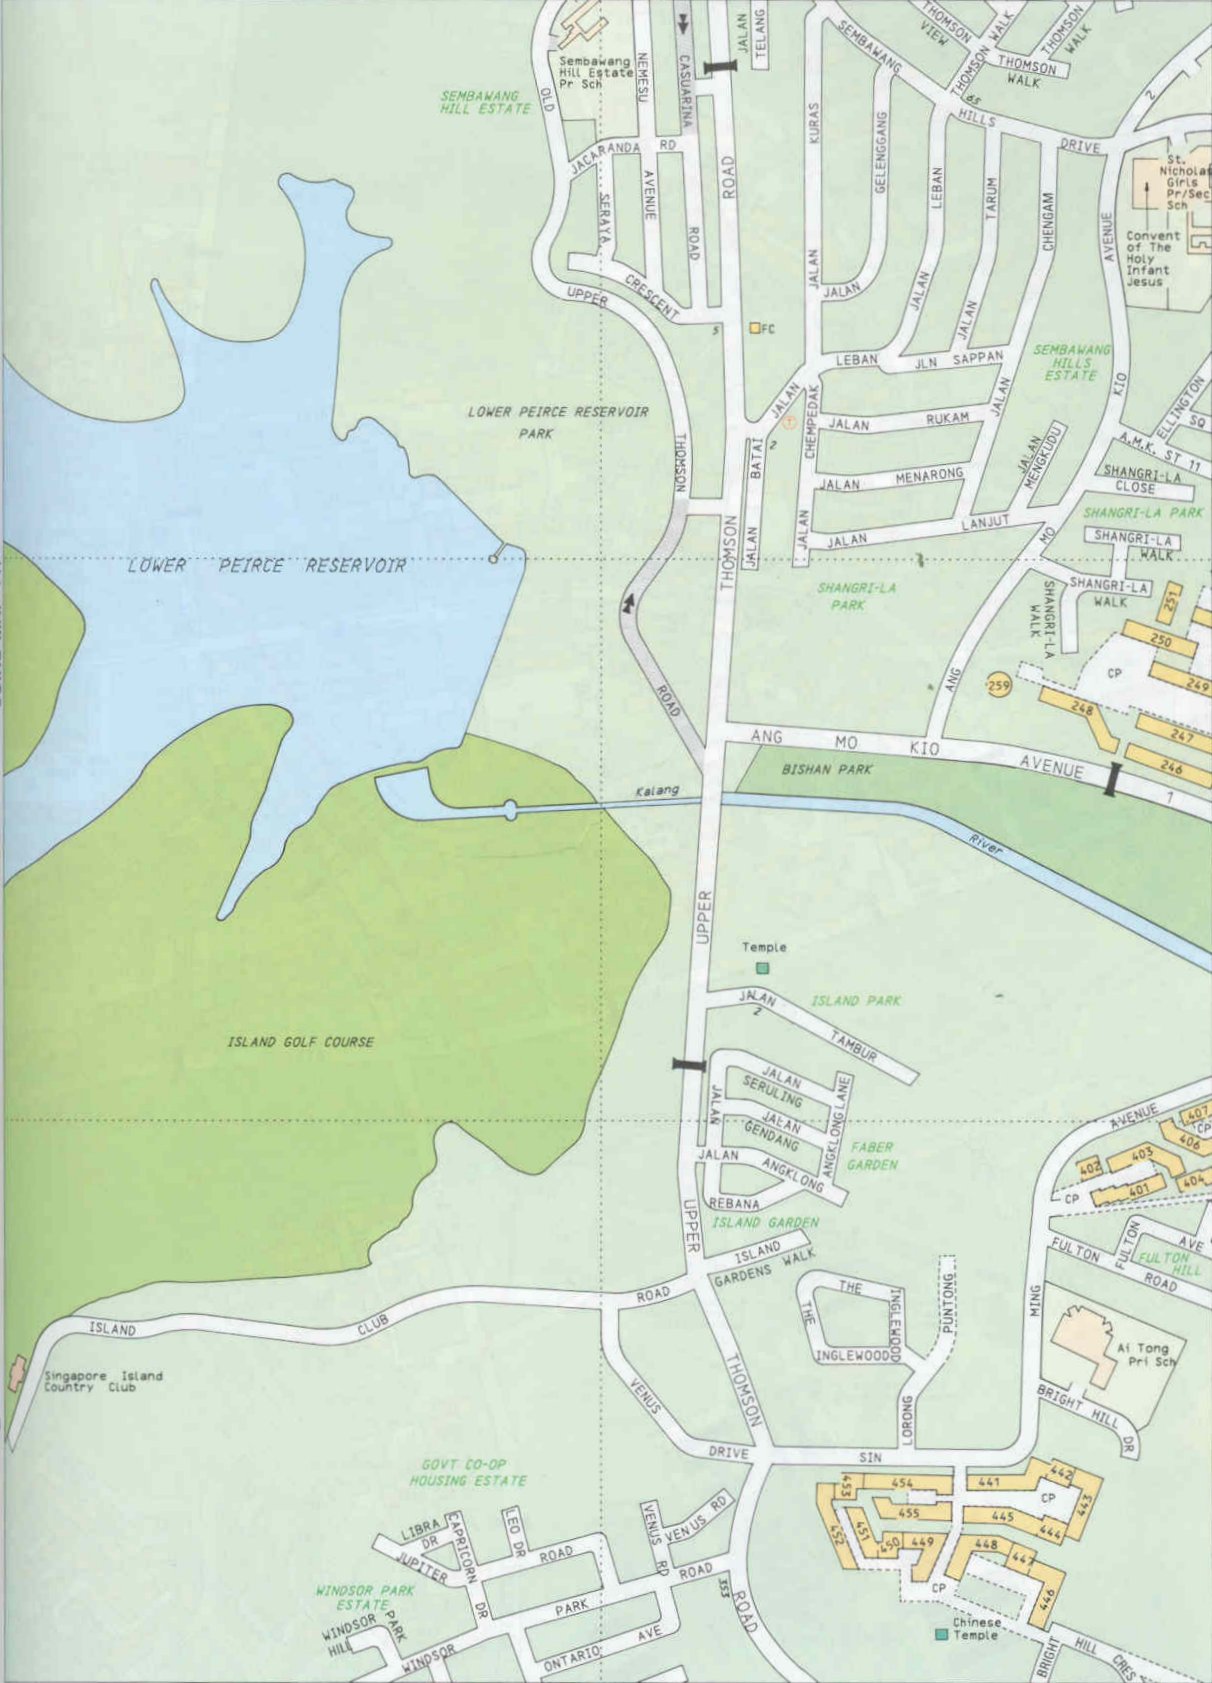 JALAN
TELANG
SEMBAWANG
THOMSON
VIEW
THOMSON WALK
THOMSON
WALK
THOMSON
WALK
Sembawang
Hill Estate
Pr Sch
NEMESU
CASUARINA
OLD
SEMBAWANG
HILL ESTATE
65
HILLS
DRIVE
2
KURAS
GELENGGANG
LEBAN
TARUM
CHENGAM
AVENUE
St.
Nicholas
Girls
Pr/Sec
Sch
Convent
of The
Holy
Infant
Jesus
JACARANDA RD
SERAYA
AVENUE
ROAD
ROAD
CRESCENT
UPPER
5
FC
JALAN
JALAN
JALAN
JALAN
LEBAN
JLN SAPPAN
SEMBAWANG
HILLS
ESTATE
KIO
ELLINGTON
SQ
LOWER PEIRCE RESERVOIR
PARK
JALAN
T
2
CHEMPEDAK
JALAN
RUKAM
JALAN
JALAN
MENGKUDU
A.M.K. ST 11
SHANGRI-LA
CLOSE
THOMSON
BATAI
JALAN
MENARONG
SHANGRI-LA PARK
THOMSON
JALAN
JALAN
JALAN
LANJUT
MO
SHANGRI-LA
WALK
LOWER PEIRCE RESERVOIR
SHANGRI-LA
PARK
SHANGRI-LA
WALK
SHANGRI-LA
WALK
251
250
CP
249
259
248
247
246
ROAD
ANG
ANG MO KIO
AVENUE
1
BISHAN PARK
Kalang
River
UPPER
Temple
JALAN
2
TAMBUR
ISLAND PARK
ISLAND GOLF COURSE
JALAN
SERULING
JALAN
GENDANG
ANGKLONG LANE
JALAN
JALAN
ANGKLONG
REBANA
FABER
GARDEN
ISLAND GARDEN
AVENUE
407
CP
406
403
402
401
404
CP
UPPER
ISLAND
GARDENS WALK
FULTON
FULTON
AVE
FULTON
HILL
ROAD
ROAD
THE
THE
INGLEWOOD
INGLEWOOD
PUNTONG
LORONG
MING
ISLAND
CLUB
Singapore Island
Country Club
THOMSON
VENUS
DRIVE
SIN
Ai Tong
Pri Sch
BRIGHT HILL
DR
GOVT CO-OP
HOUSING ESTATE
453
454
441
442
443
CP
455
445
444
452
451
450
449
448
447
446
CP
LIBRA
DR
CAPRICORN
DR
LEO DR
JUPITER
ROAD
VENUS
RD
VENUS RD
ROAD
353
ROAD
WINDSOR PARK
ESTATE
WINDSOR
HILL
PARK
WINDSOR
PARK
ONTARIO
AVE
Chinese
Temple
BRIGHT
HILL
CRES